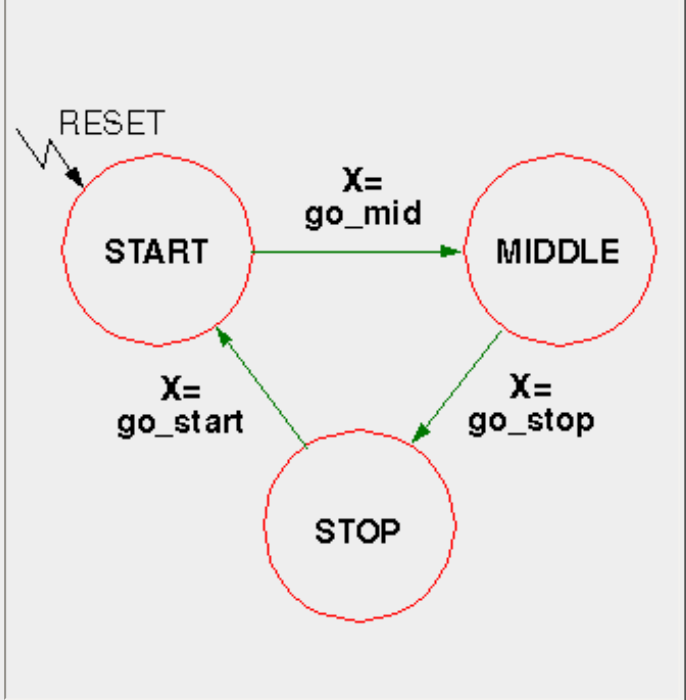 RESET
X=
go_mid
START
MIDDLE
X=
go_start
X=
go_stop
STOP